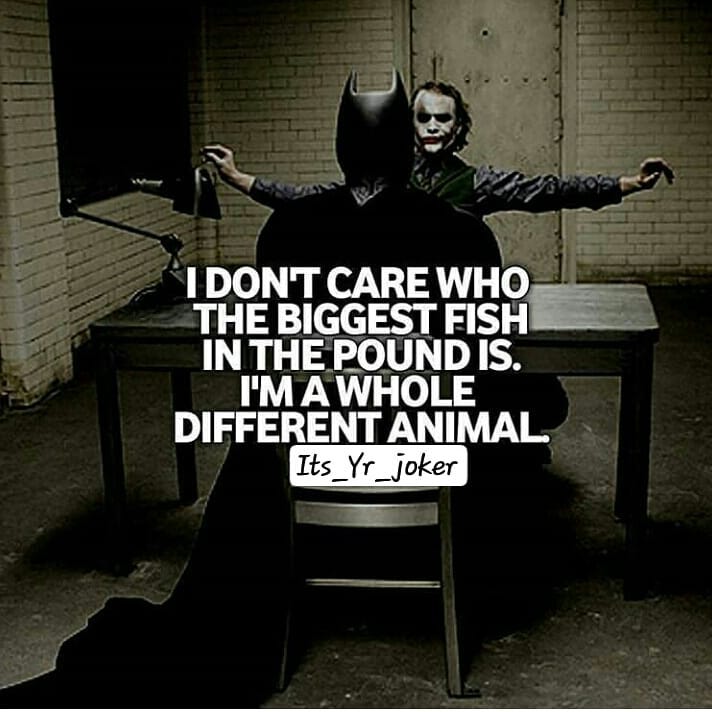 I DON'T CARE WHO
THE BIGGEST FISH
IN THE POUND IS.
I'M A WHOLE
DIFFERENT ANIMAL.
Its_Yr_joker